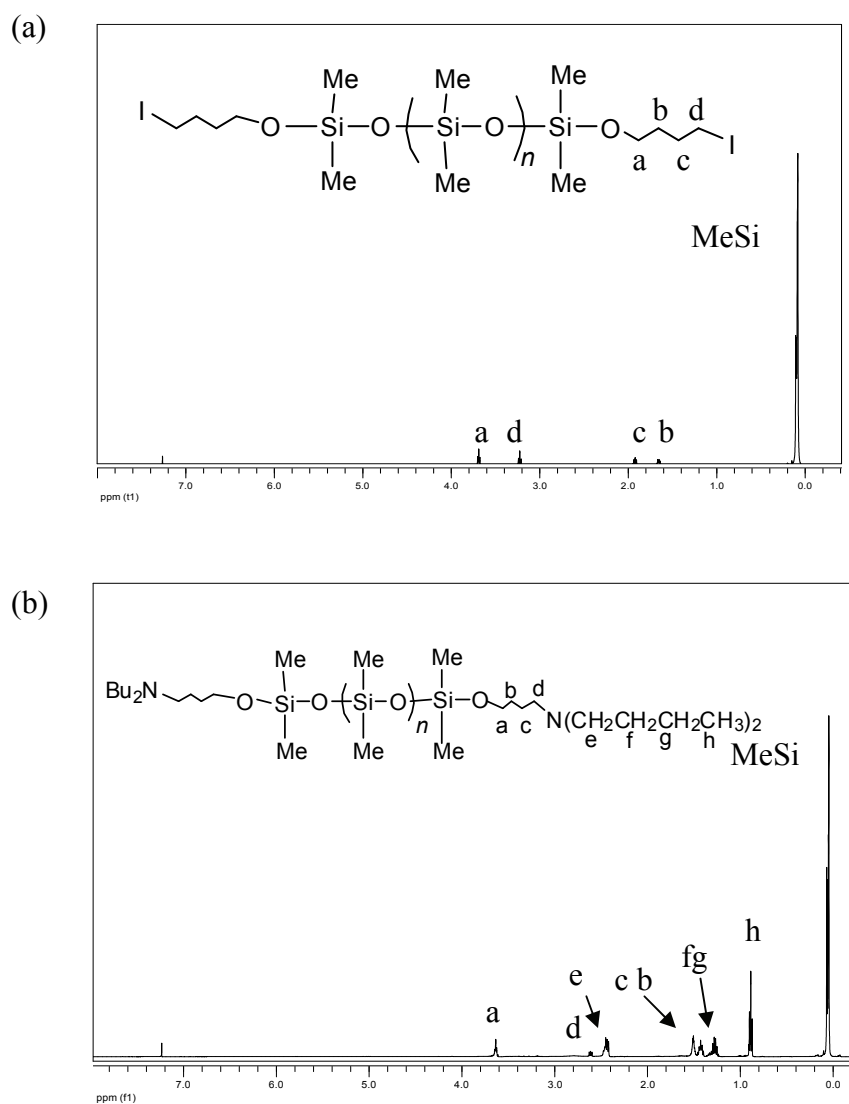 (a)
Me Me Me
I O Si O ( Si O ) n Si O a b c d I
Me Me Me
MeSi
a d c b
7.0 6.0 5.0 4.0 3.0 2.0 1.0 0.0
ppm (t1)
(b)
Me Me Me
Bu2N O Si O ( Si O ) n Si O a b c d N(CH2CH2CH2CH3)2
Me Me Me
e f g h
MeSi
h
fg
e c b
a d
7.0 6.0 5.0 4.0 3.0 2.0 1.0 0.0
ppm (f1)